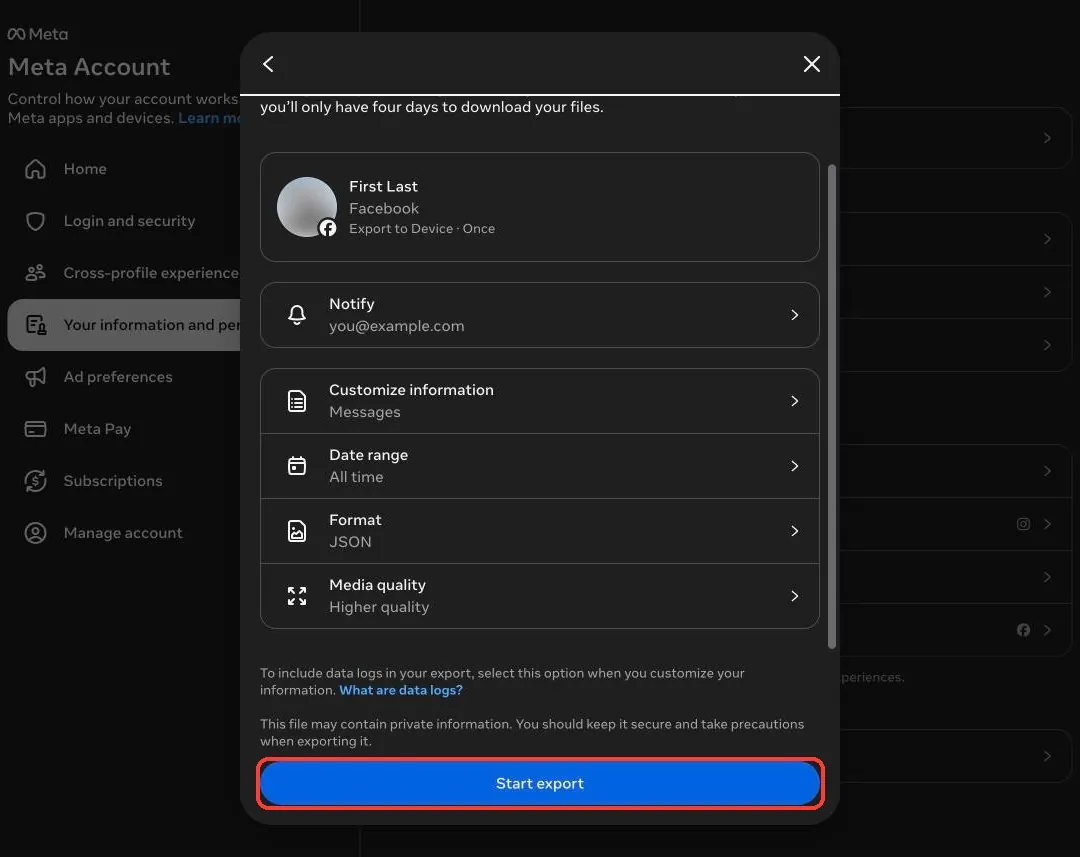 Meta
Meta Account
Control how your account works
Meta apps and devices. Learn mo
Home
Login and security
Cross-profile experience
Your information and per
Ad preferences
Meta Pay
Subscriptions
Manage account
you'll only have four days to download your files.
First Last
Facebook
Export to Device · Once
Notify
you@example.com
Customize information
Messages
Date range
All time
Format
JSON
Media quality
Higher quality
To include data logs in your export, select this option when you customize your
information. What are data logs?
This file may contain private information. You should keep it secure and take precautions
when exporting it.
Start export
periences.